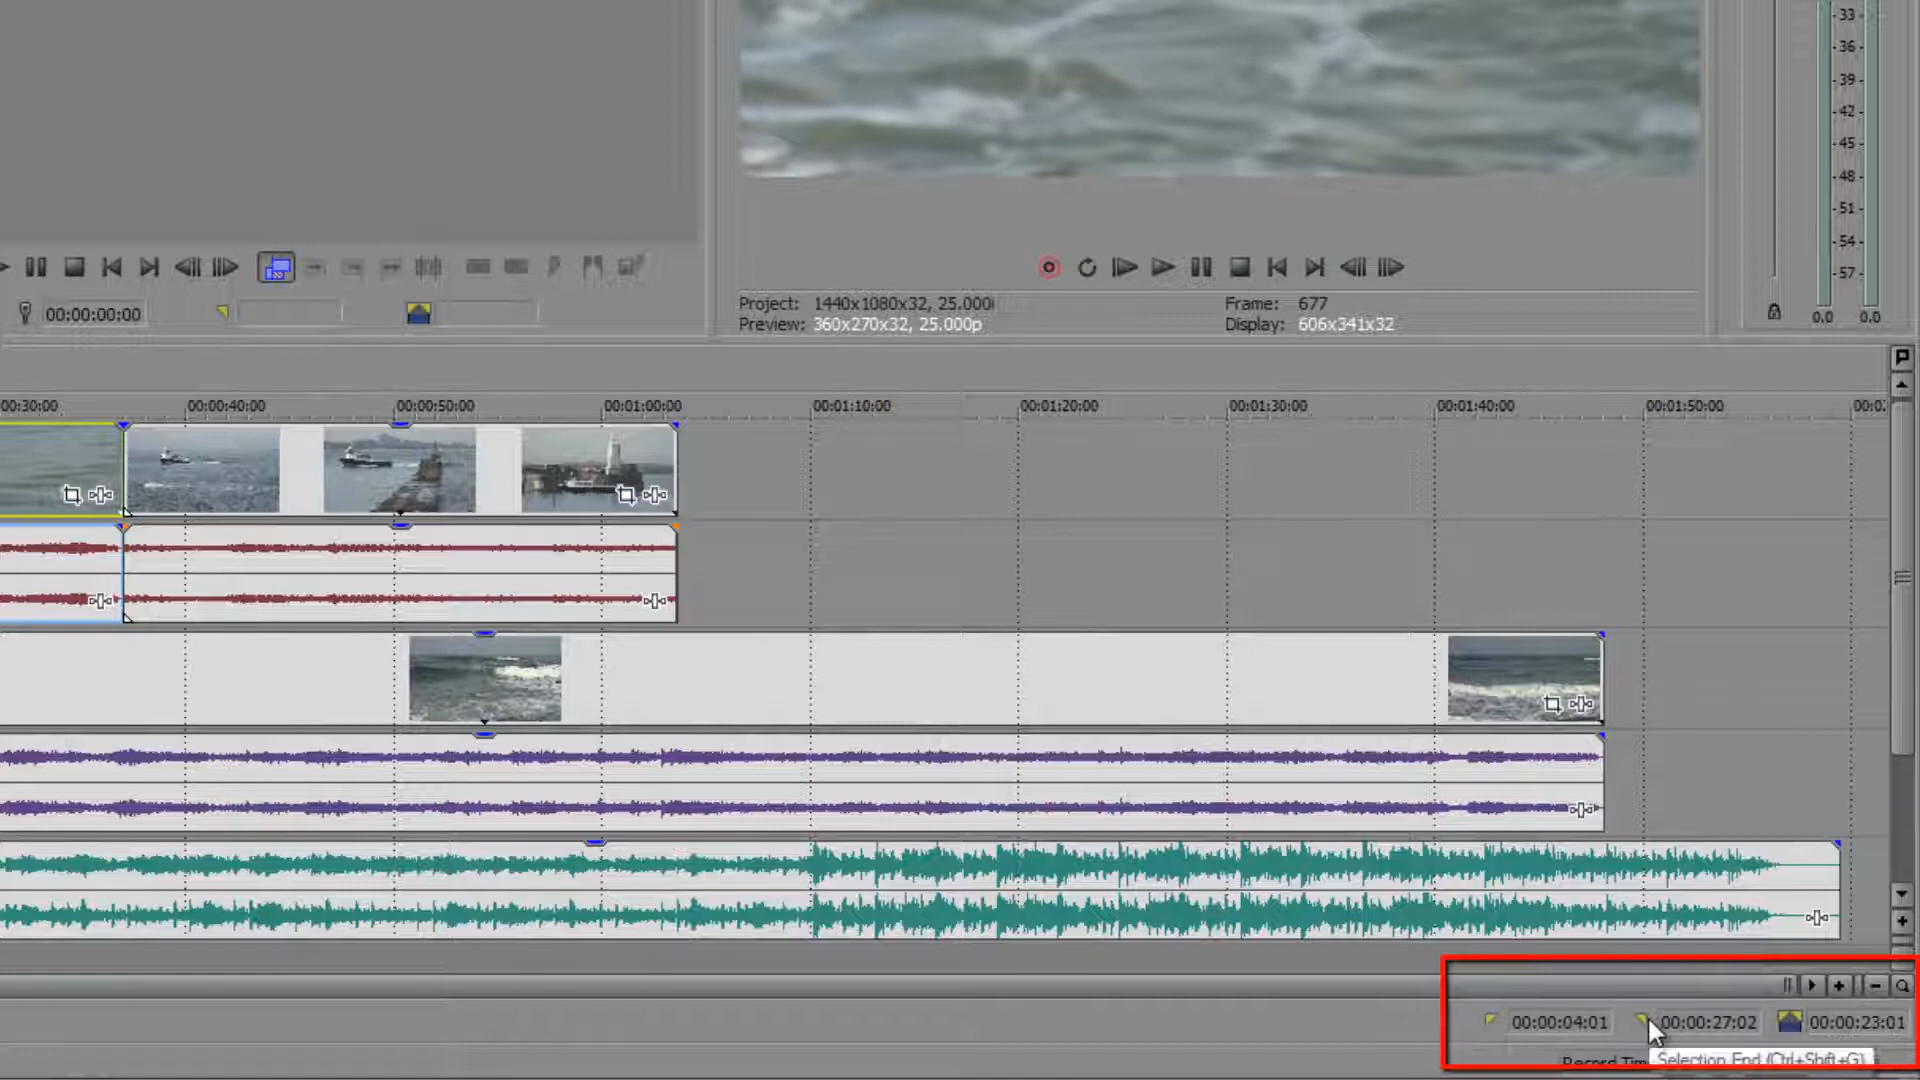 -33-
-36-
-39-
-42-
-45-
-48-
-51-
-54-
-57-
0.0 0.0
00:00:00:00
Project: 1440x1080x32, 25.000i
Frame: 677
Preview: 360x270x32, 25.000p
Display: 606x341x32
00:30:00 00:00:40:00 00:00:50:00 00:01:00:00 00:01:10:00 00:01:20:00 00:01:30:00 00:01:40:00 00:01:50:00 00:0
00:00:04:01 00:00:27:02 00:00:23:01
Record Tim Selection End (Ctrl+Shft+G)